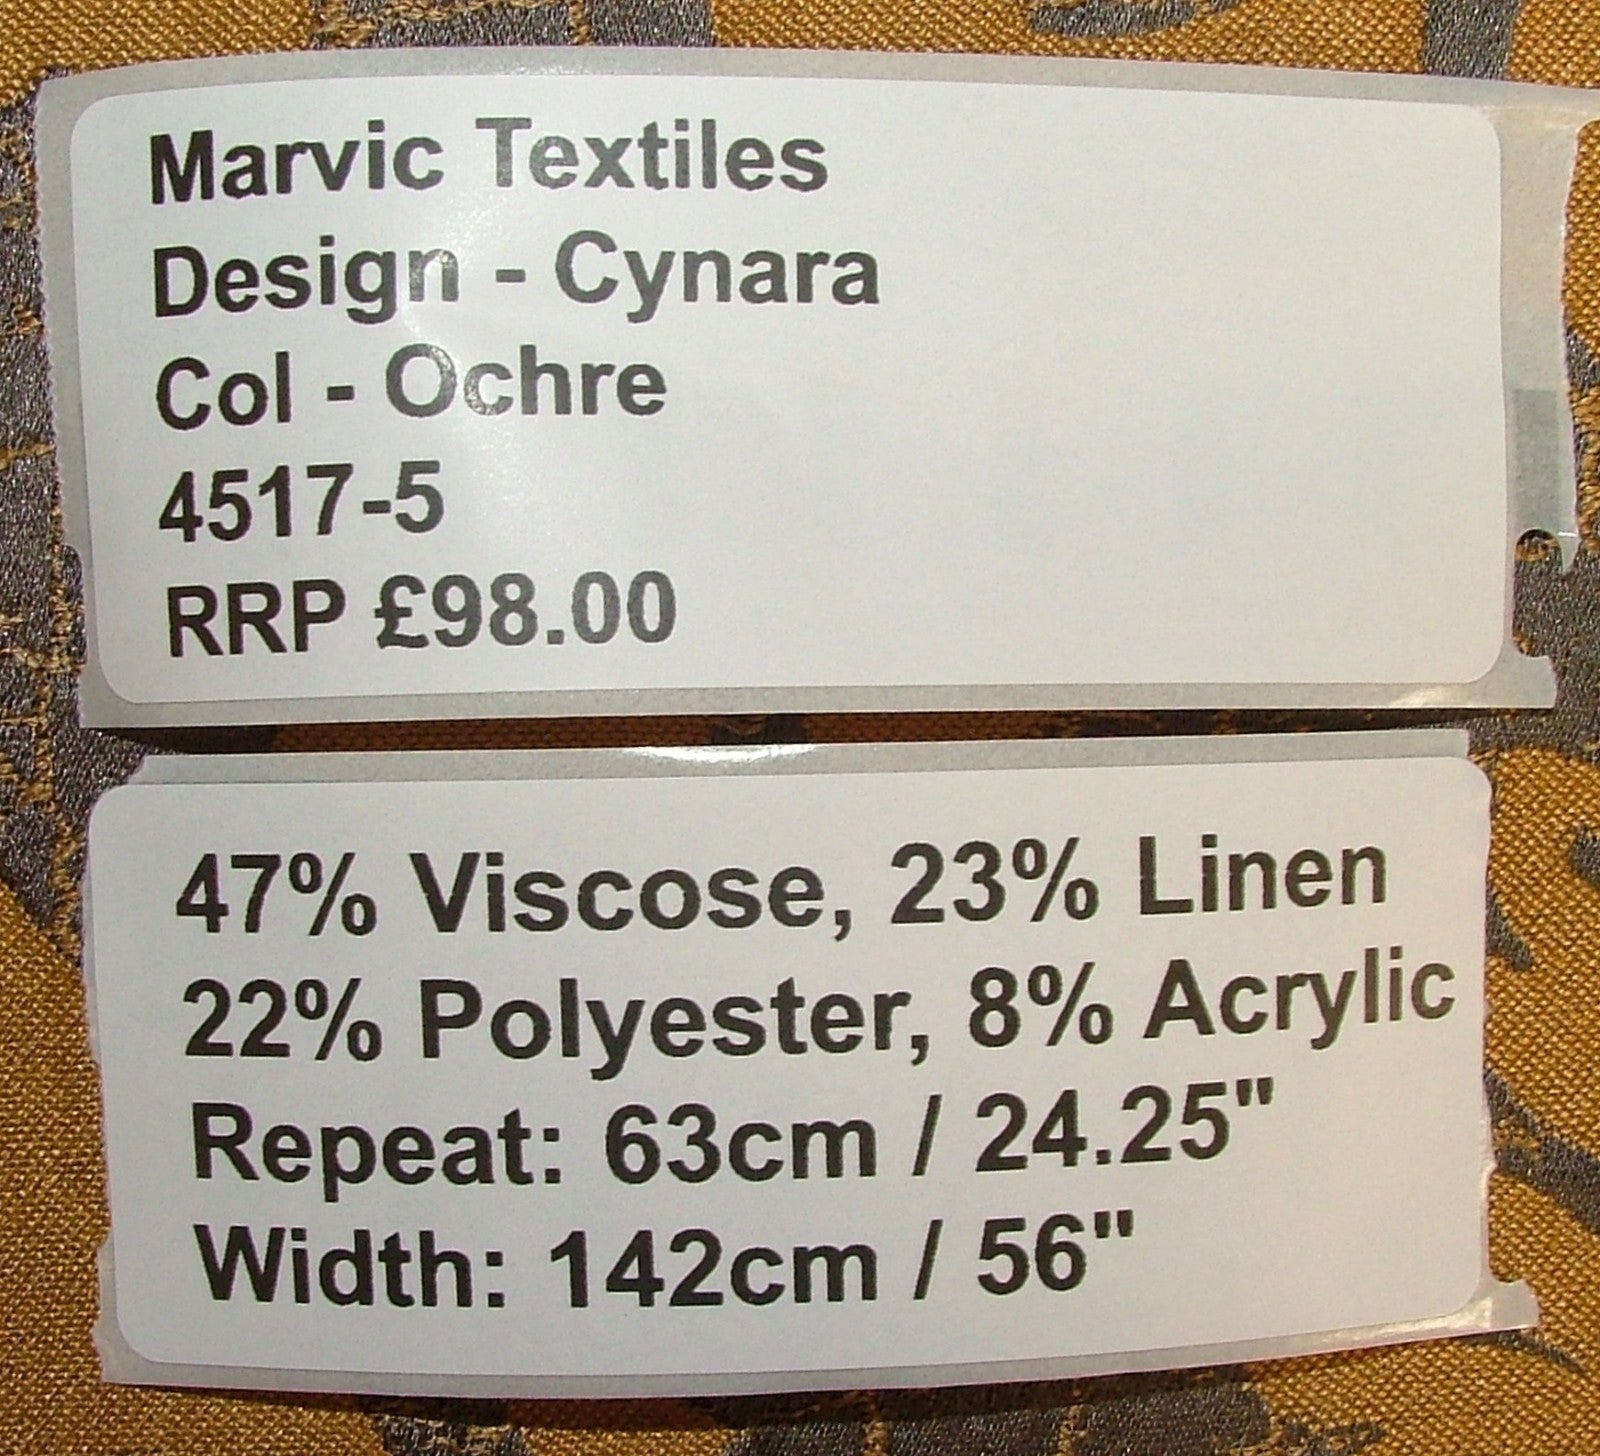 Marvic Textiles
Design - Cynara
Col - Ochre
4517-5
RRP £98.00
47% Viscose, 23% Linen
22% Polyester, 8% Acrylic
Repeat: 63cm / 24.25"
Width: 142cm / 56"